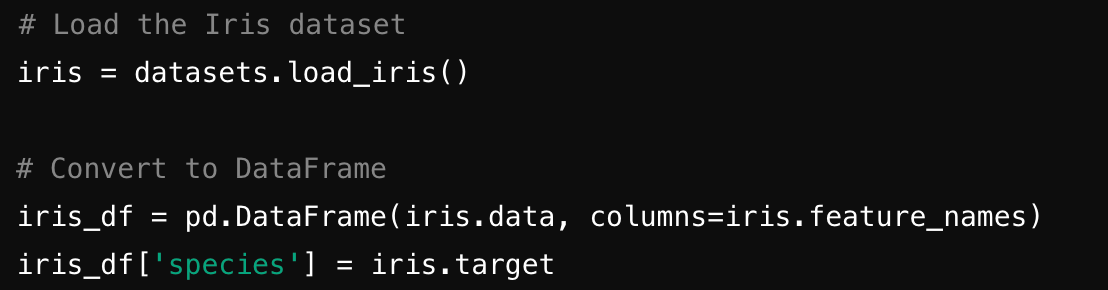 # Load the Iris dataset
iris = datasets.load_iris()
# Convert to DataFrame
iris_df = pd.DataFrame(iris.data, columns=iris.feature_names)
iris_df['species'] = iris.target